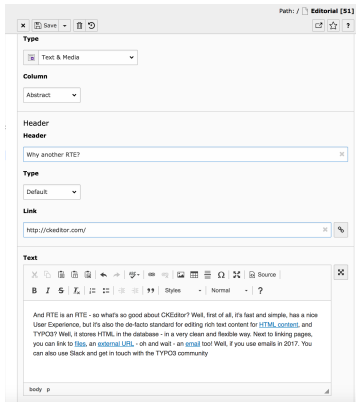 Path: / Editorial [51]
Save
?
Type
Text & Media
Column
Abstract
Header
Header
Why another RTE?
Type
Default
Link
http://ckeditor.com/
Text
Source
B I S Tx Styles Normal ?
And RTE is an RTE - so what's so good about CKEditor? Well, first of all, it's fast and simple, has a nice
User Experience, but it's also the de-facto standard for editing rich text content for HTML content, and
TYPO3? Well, it stores HTML in the database - in a very clean and flexible way. Next to linking pages,
you can link to files, an external URL - oh and wait - an email too! Well, if you use emails in 2017. You
can also use Slack and get in touch with the TYPO3 community
body p